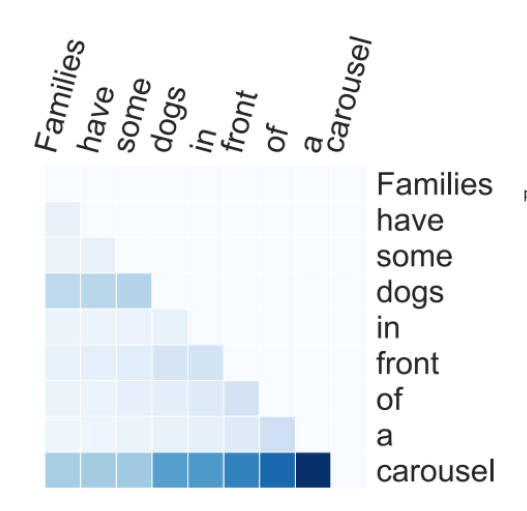 Families
have
some
dogs
in
front
of
a
carousel
Families
have
some
dogs
in
front
of
a
carousel